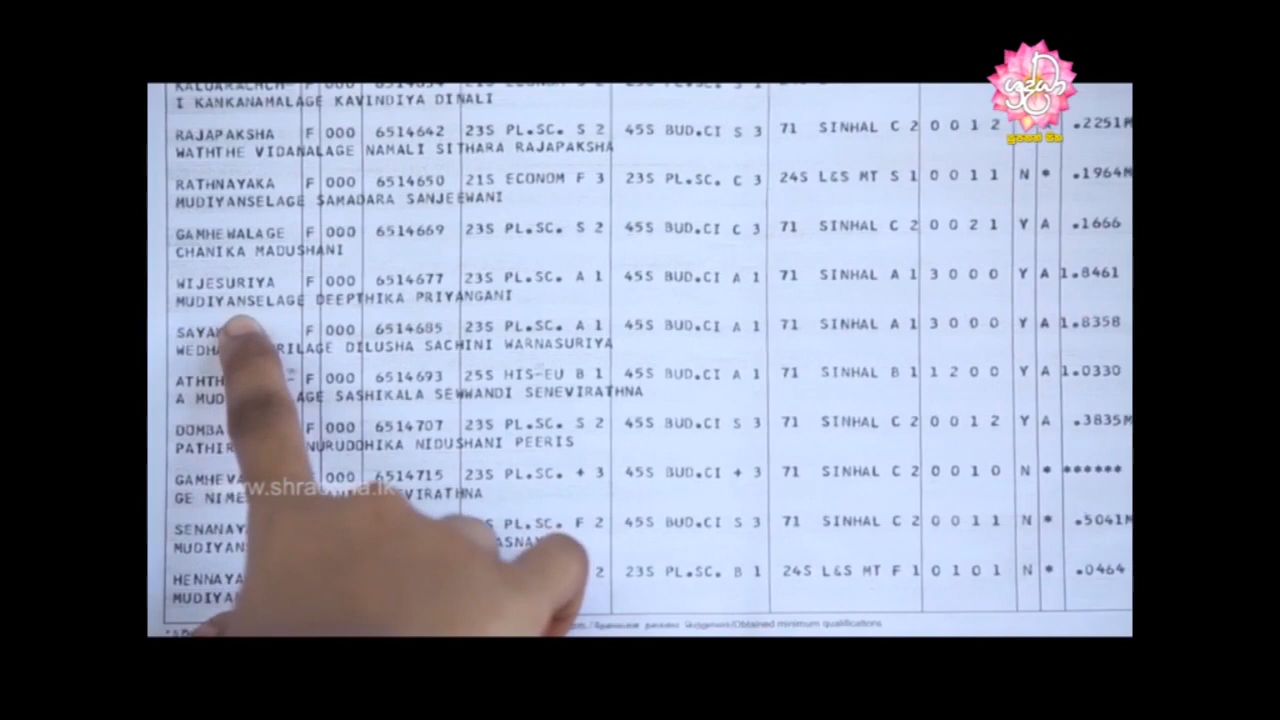 I KANKANAMALAGE KAVINDIYA DINALI
RAJAPAKSHA F 000 6514642 23S PL.SC. S 2 45S BUD.CI S 3 71 SINHAL C 2 0 0 1 2 .2251M
WATHTHE VIDANALAGE NAMALI SITHARA RAJAPAKSHA
RATHNAYAKA F 000 6514650 21S ECONOM F 3 23S PL.SC. C 3 24S L&S MT S 1 0 0 1 1 N * .1964M
MUDIYANSELAGE SAMADARA SANJEEWANI
GAMHEWALAGE F 000 6514669 23S PL.SC. S 2 45S BUD.CI C 3 71 SINHAL C 2 0 0 2 1 Y A .1666
CHANIKA MADUSHANI
WIJESURIYA F 000 6514677 23S PL.SC. A 1 45S BUD.CI A 1 71 SINHAL A 1 3 0 0 0 Y A 1.8461
MUDIYANSELAGE DEEPTHIKA PRIYANGANI
F 000 6514685 23S PL.SC. A 1 45S BUD.CI A 1 71 SINHAL A 1 3 0 0 0 Y A 1.8358
DILUSHA SACHINI WARNASURIYA
F 000 6514693 25S HIS-EU B 1 45S BUD.CI A 1 71 SINHAL B 1 1 2 0 0 Y A 1.0330
SASHIKALA SEWWANDI SENEVIRATHNA
F 000 6514707 23S PL.SC. S 2 45S BUD.CI S 3 71 SINHAL C 2 0 0 1 2 Y A .3835M
NIDUSHANI PEERIS
000 6514715 23S PL.SC. + 3 45S BUD.CI + 3 71 SINHAL C 2 0 0 1 0 N * ******
PL.SC. F 2 45S BUD.CI S 3 71 SINHAL C 2 0 0 1 1 N * .5041M
2 23S PL.SC. B 1 24S L&S MT F 1 0 1 0 1 N * .0464
/Obtained minimum qualifications